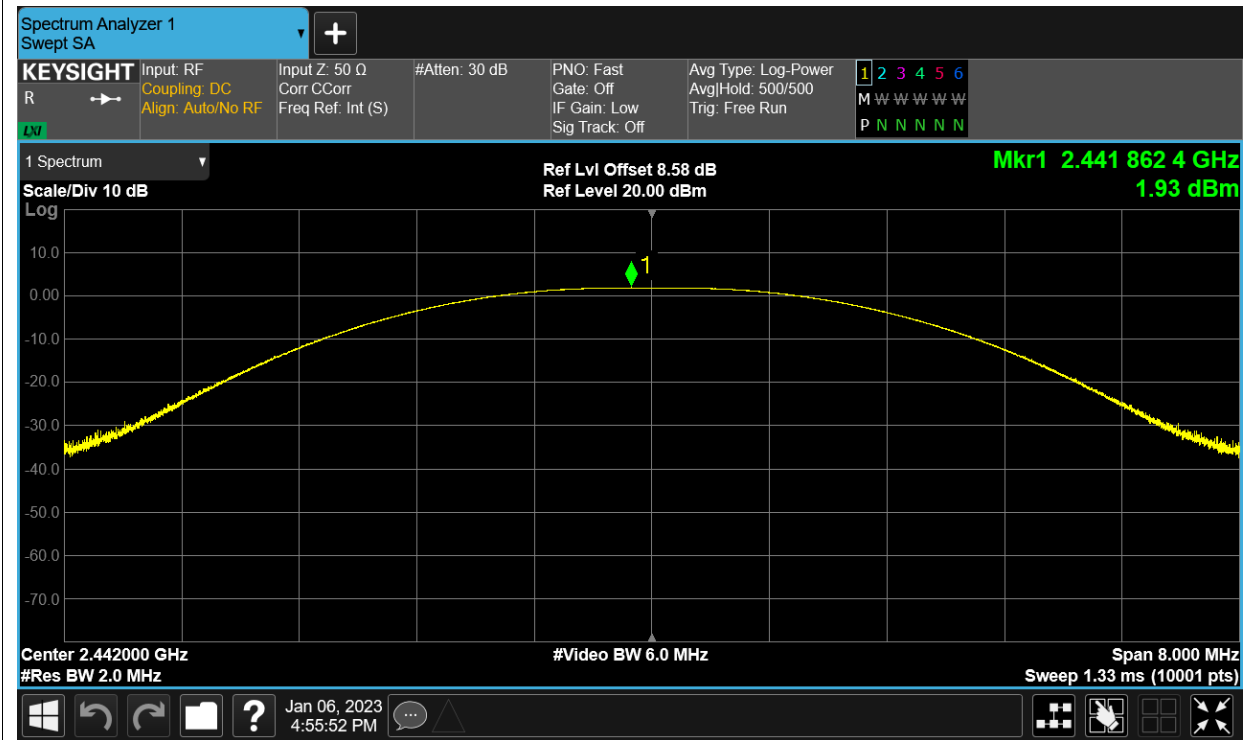 Spectrum Analyzer 1
Swept SA
KEYSIGHT
R
LXI
Input: RF
Coupling: DC
Align: Auto/No RF
Input Z: 50 Ω
Corr CCorr
Freq Ref: Int (S)
#Atten: 30 dB
PNO: Fast
Gate: Off
IF Gain: Low
Sig Track: Off
Avg Type: Log-Power
Avg|Hold: 500/500
Trig: Free Run
1 2 3 4 5 6
M W W W W W
P N N N N N
1 Spectrum
Scale/Div 10 dB
Log
Ref Lvl Offset 8.58 dB
Ref Level 20.00 dBm
Mkr1 2.441 862 4 GHz
1.93 dBm
1
10.0
0.00
-10.0
-20.0
-30.0
-40.0
-50.0
-60.0
-70.0
Center 2.442000 GHz
#Res BW 2.0 MHz
#Video BW 6.0 MHz
Span 8.000 MHz
Sweep 1.33 ms (10001 pts)
?
Jan 06, 2023
4:55:52 PM